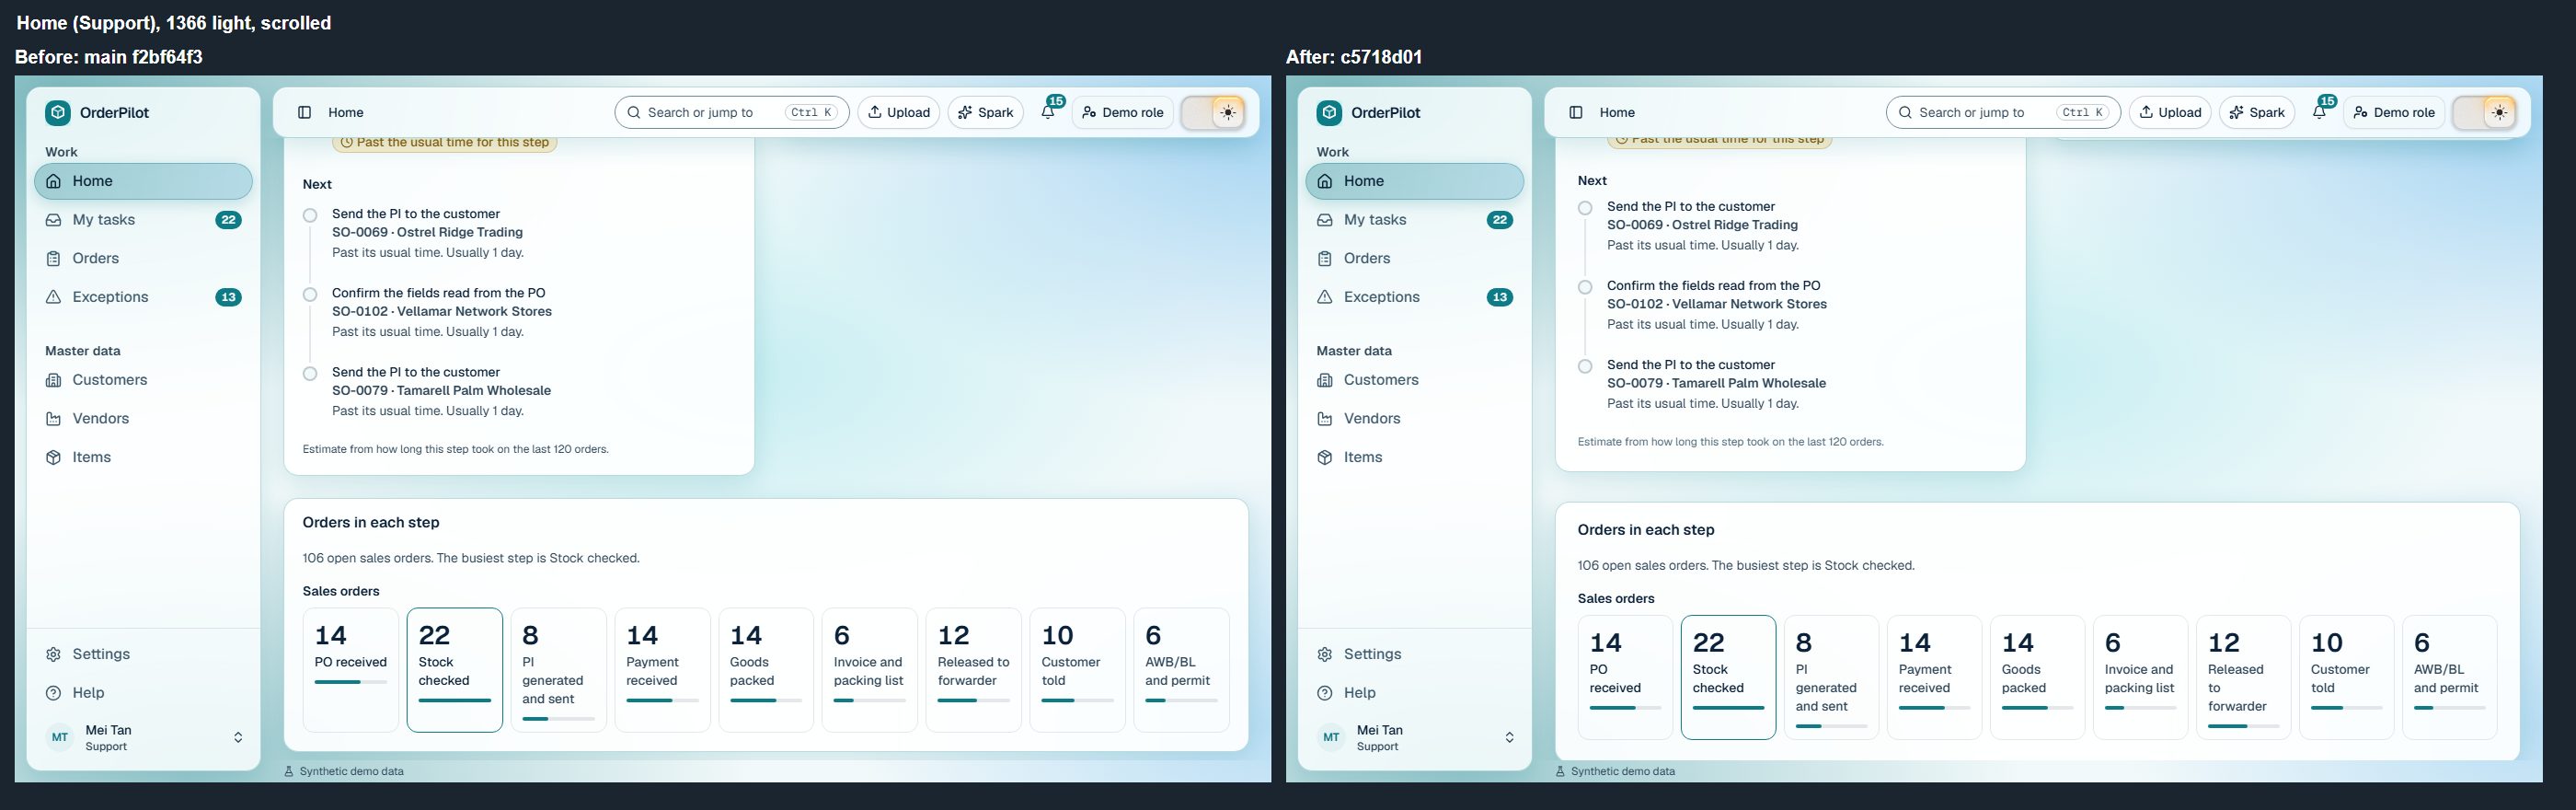 Home (Support), 1366 light, scrolled
Before: main f2bf64f3
OrderPilot
Work
Home
My tasks 22
Orders
Exceptions 13
Master data
Customers
Vendors
Items
Settings
Help
MT
Mei Tan
Support
Home
Search or jump to Ctrl K
Upload
Spark
15
Demo role
Past the usual time for this step
Next
Send the PI to the customer
SO-0069 · Ostrel Ridge Trading
Past its usual time. Usually 1 day.
Confirm the fields read from the PO
SO-0102 · Vellamar Network Stores
Past its usual time. Usually 1 day.
Send the PI to the customer
SO-0079 · Tamarell Palm Wholesale
Past its usual time. Usually 1 day.
Estimate from how long this step took on the last 120 orders.
Orders in each step
106 open sales orders. The busiest step is Stock checked.
Sales orders
14
PO received
22
Stock
checked
8
PI
generated
and sent
14
Payment
received
14
Goods
packed
6
Invoice and
packing list
12
Released to
forwarder
10
Customer
told
6
AWB/BL
and permit
Synthetic demo data
After: c5718d01
OrderPilot
Work
Home
My tasks 22
Orders
Exceptions 13
Master data
Customers
Vendors
Items
Settings
Help
MT
Mei Tan
Support
Home
Search or jump to Ctrl K
Upload
Spark
15
Demo role
Past the usual time for this step
Next
Send the PI to the customer
SO-0069 · Ostrel Ridge Trading
Past its usual time. Usually 1 day.
Confirm the fields read from the PO
SO-0102 · Vellamar Network Stores
Past its usual time. Usually 1 day.
Send the PI to the customer
SO-0079 · Tamarell Palm Wholesale
Past its usual time. Usually 1 day.
Estimate from how long this step took on the last 120 orders.
Orders in each step
106 open sales orders. The busiest step is Stock checked.
Sales orders
14
PO
received
22
Stock
checked
8
PI
generated
and sent
14
Payment
received
14
Goods
packed
6
Invoice and
packing list
12
Released
to
forwarder
10
Customer
told
6
AWB/BL
and permit
Synthetic demo data